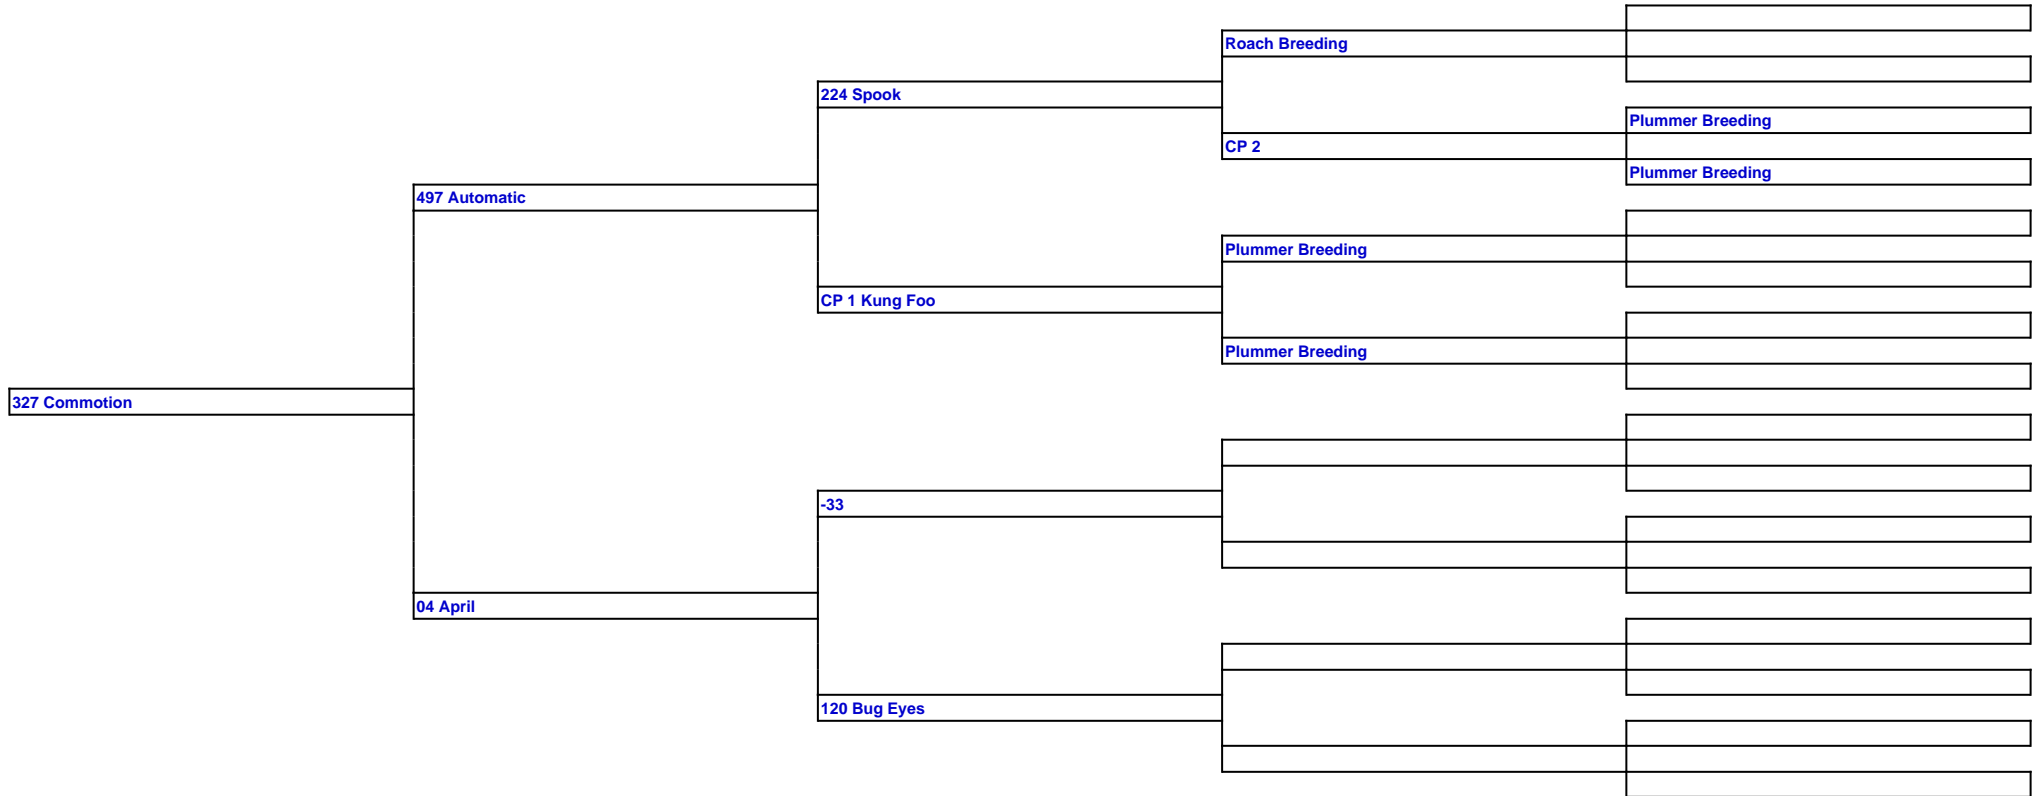 Roach Breeding
224 Spook
Plummer Breeding
CP 2
Plummer Breeding
497 Automatic
Plummer Breeding
CP 1 Kung Foo
Plummer Breeding
327 Commotion
-33
04 April
120 Bug Eyes